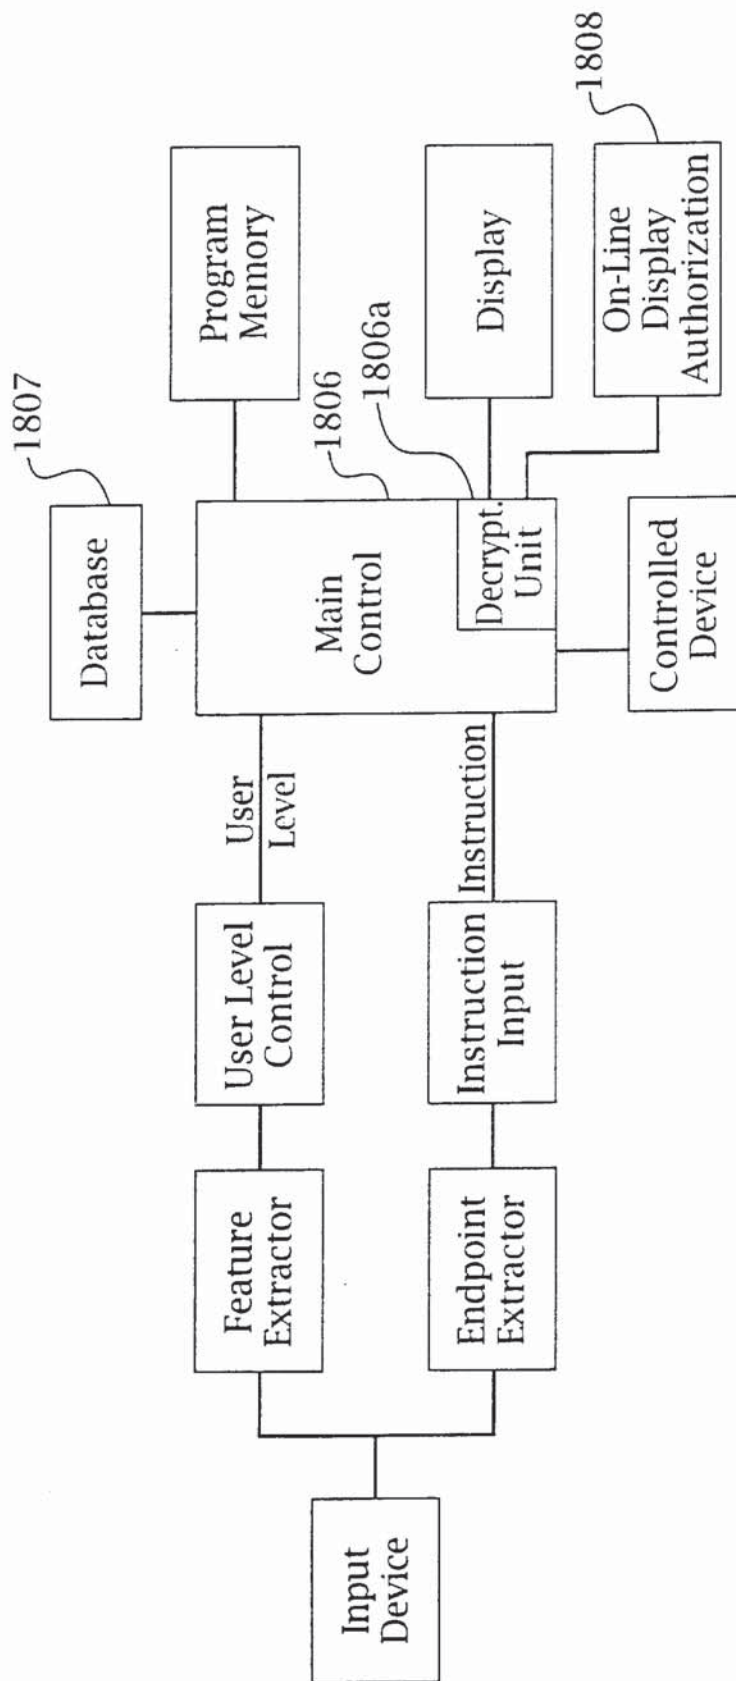 Input
Device
Feature
Extractor
Endpoint
Extractor
User Level
Control
Instruction
Input
User
Level
Instruction
Database
1807
Main
Control
1806
Decrypt.
Unit
1806a
Program
Memory
Display
On-Line
Display
Authorization
1808
Controlled
Device